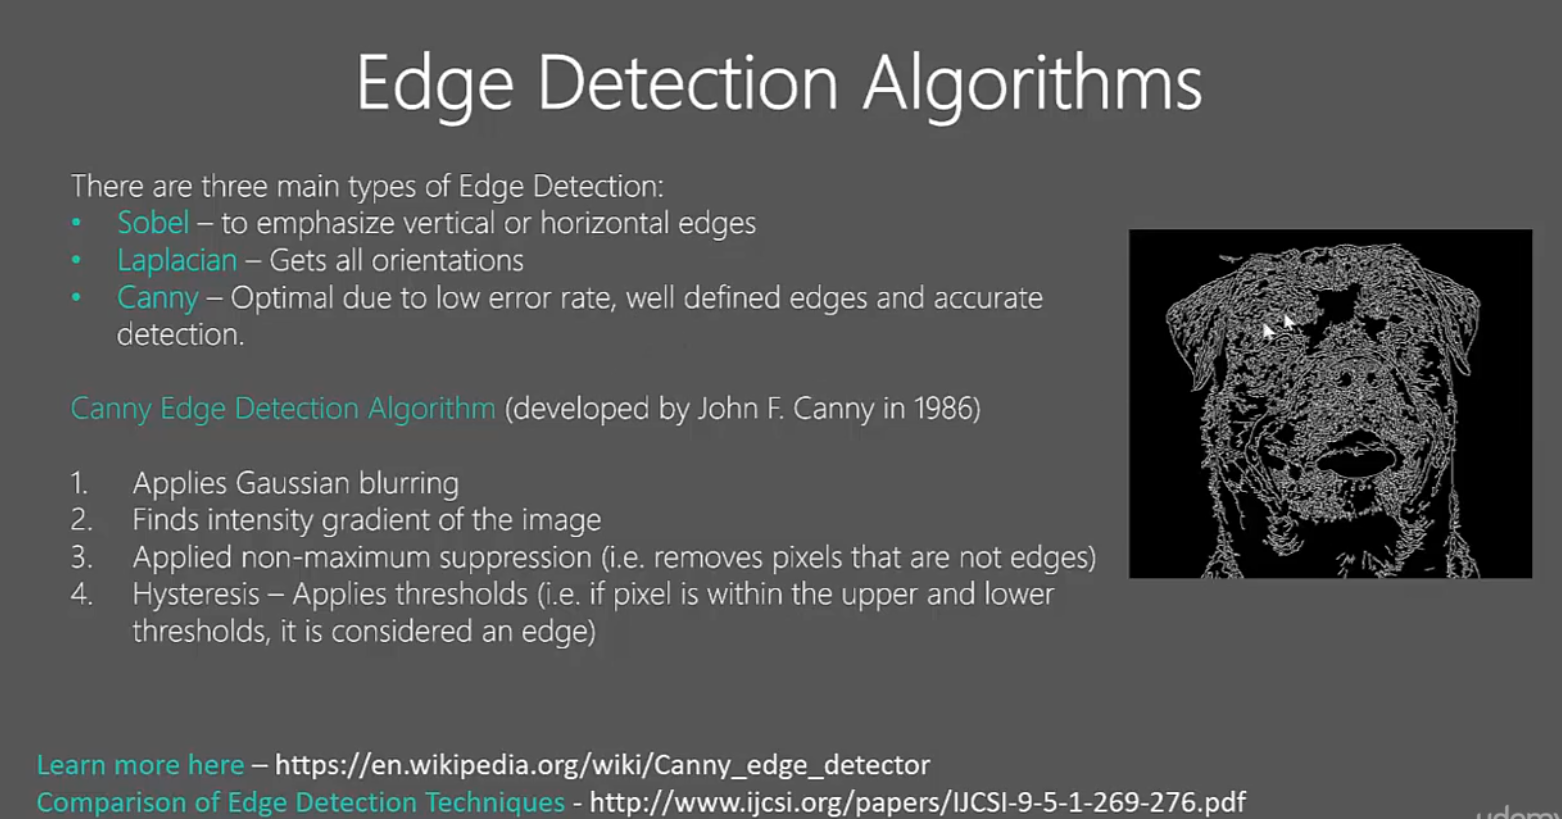 Edge Detection Algorithms
There are three main types of Edge Detection:
• Sobel – to emphasize vertical or horizontal edges
• Laplacian – Gets all orientations
• Canny – Optimal due to low error rate, well defined edges and accurate
detection.
Canny Edge Detection Algorithm (developed by John F. Canny in 1986)
1. Applies Gaussian blurring
2. Finds intensity gradient of the image
3. Applied non-maximum suppression (i.e. removes pixels that are not edges)
4. Hysteresis – Applies thresholds (i.e. if pixel is within the upper and lower
thresholds, it is considered an edge)
Learn more here – https://en.wikipedia.org/wiki/Canny_edge_detector
Comparison of Edge Detection Techniques - http://www.ijcsi.org/papers/IJCSI-9-5-1-269-276.pdf
udemy